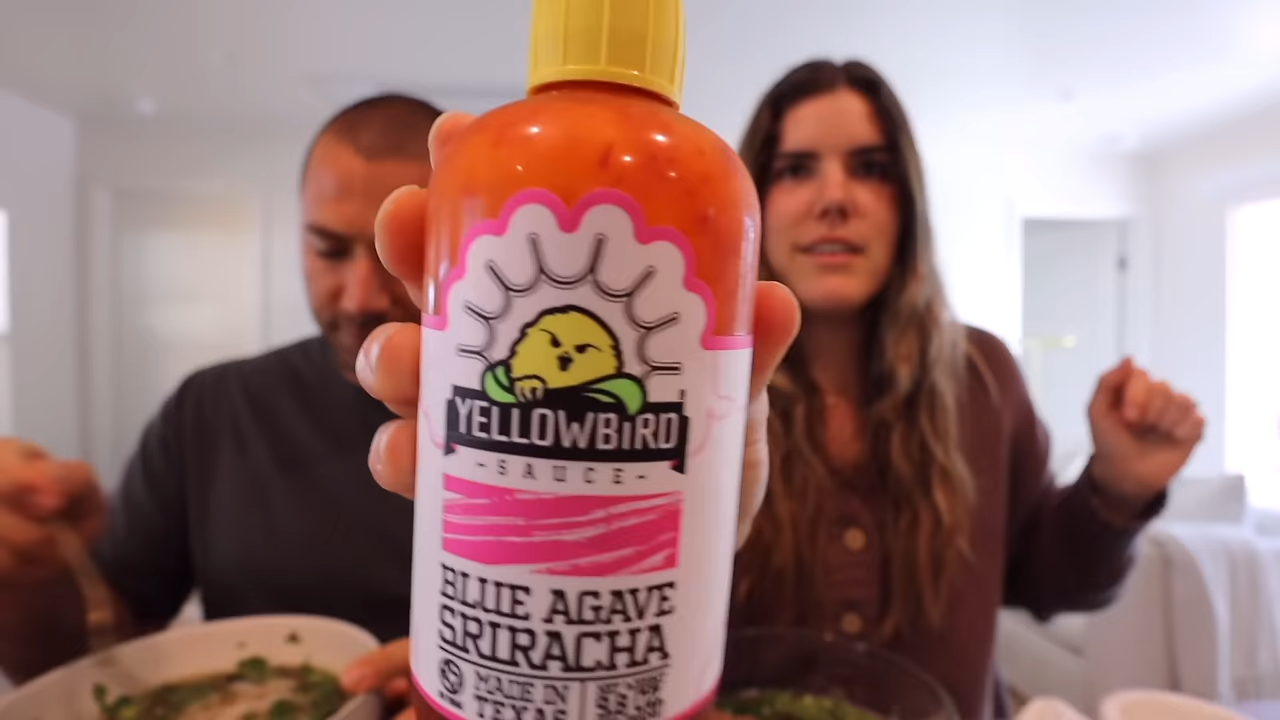 YELLOWBIRD
-SAUCE-
BLUE AGAVE
SRIRACHA
MADE IN
TEXAS